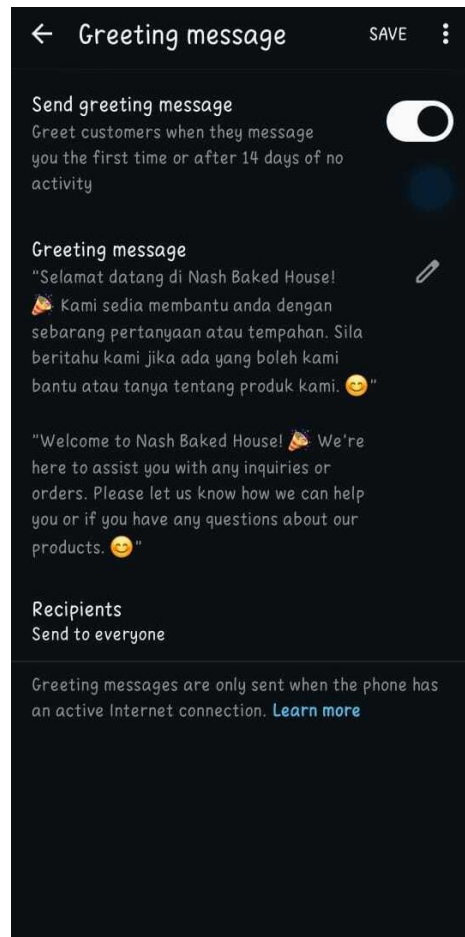 Greeting message
SAVE
Send greeting message
Greet customers when they message
you the first time or after 14 days of no
activity
Greeting message
"Selamat datang di Nash Baked House!
🎉 Kami sedia membantu anda dengan
sebarang pertanyaan atau tempahan. Sila
beritahu kami jika ada yang boleh kami
bantu atau tanya tentang produk kami. 😊"
"Welcome to Nash Baked House! 🎉 We're
here to assist you with any inquiries or
orders. Please let us know how we can help
you or if you have any questions about our
products. 😊"
Recipients
Send to everyone
Greeting messages are only sent when the phone has
an active Internet connection. Learn more